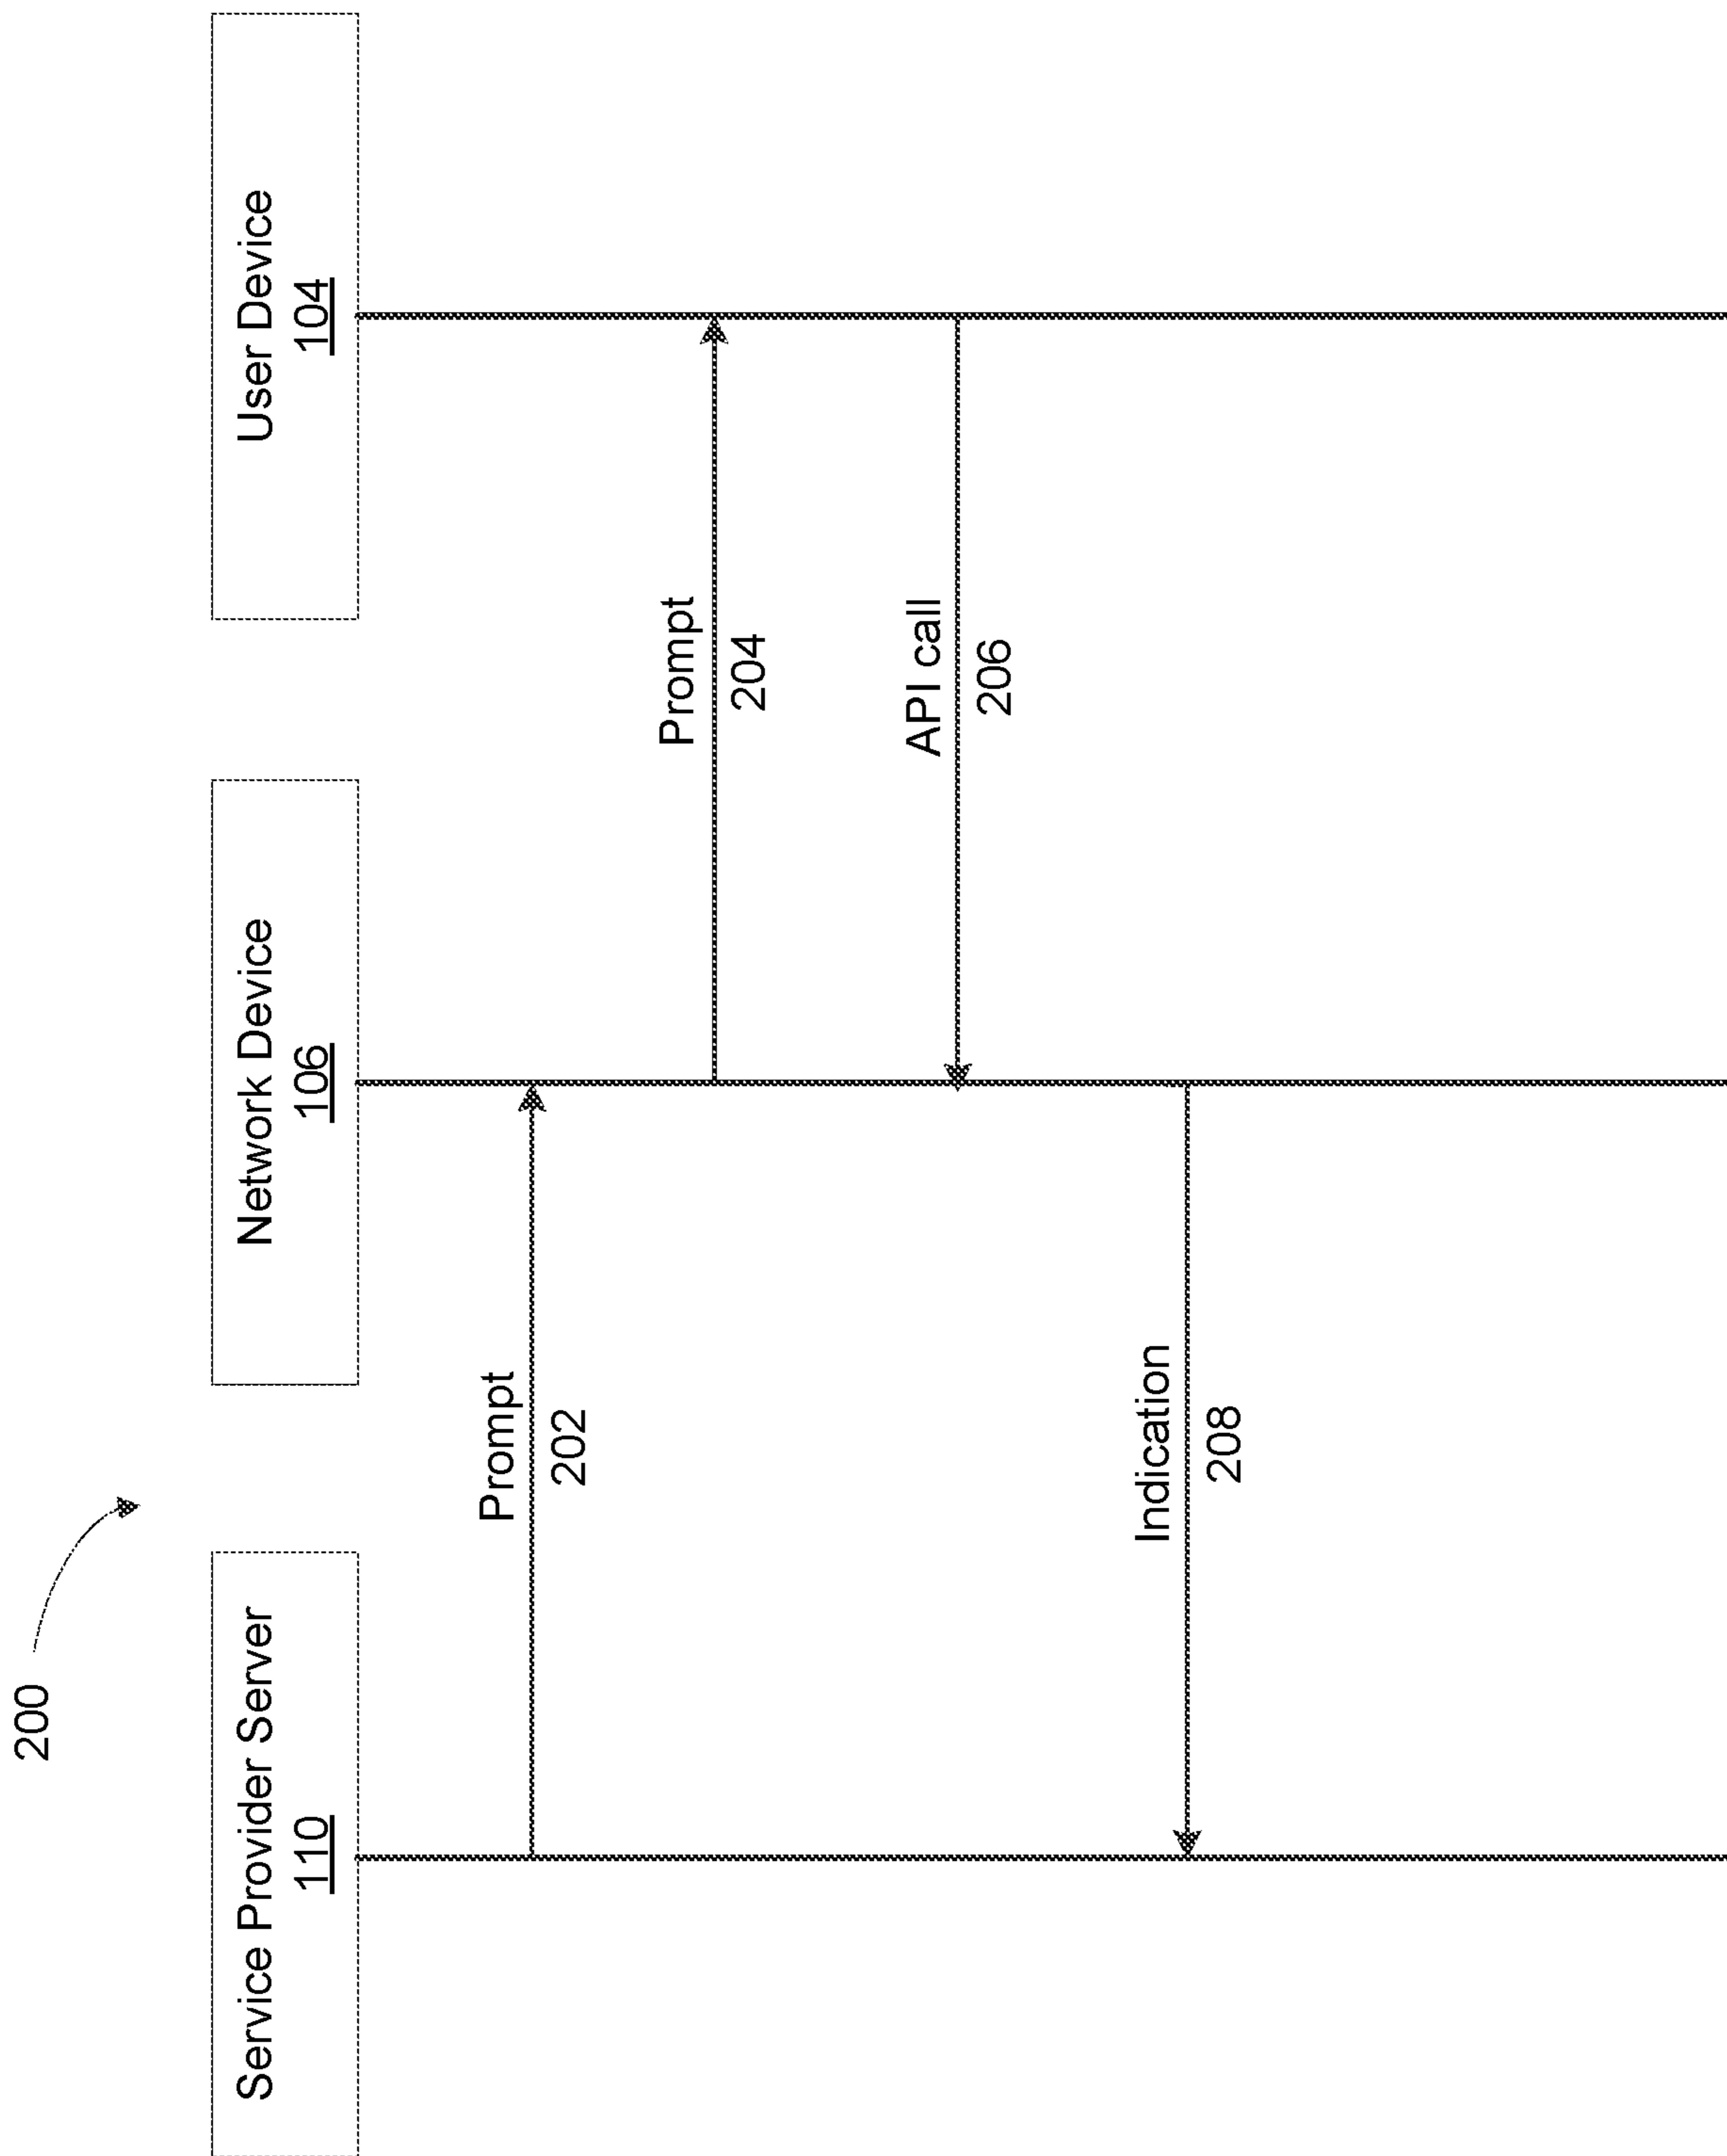 200
Service Provider Server
110
Network Device
106
User Device
104
Prompt
202
Prompt
204
API call
206
Indication
208